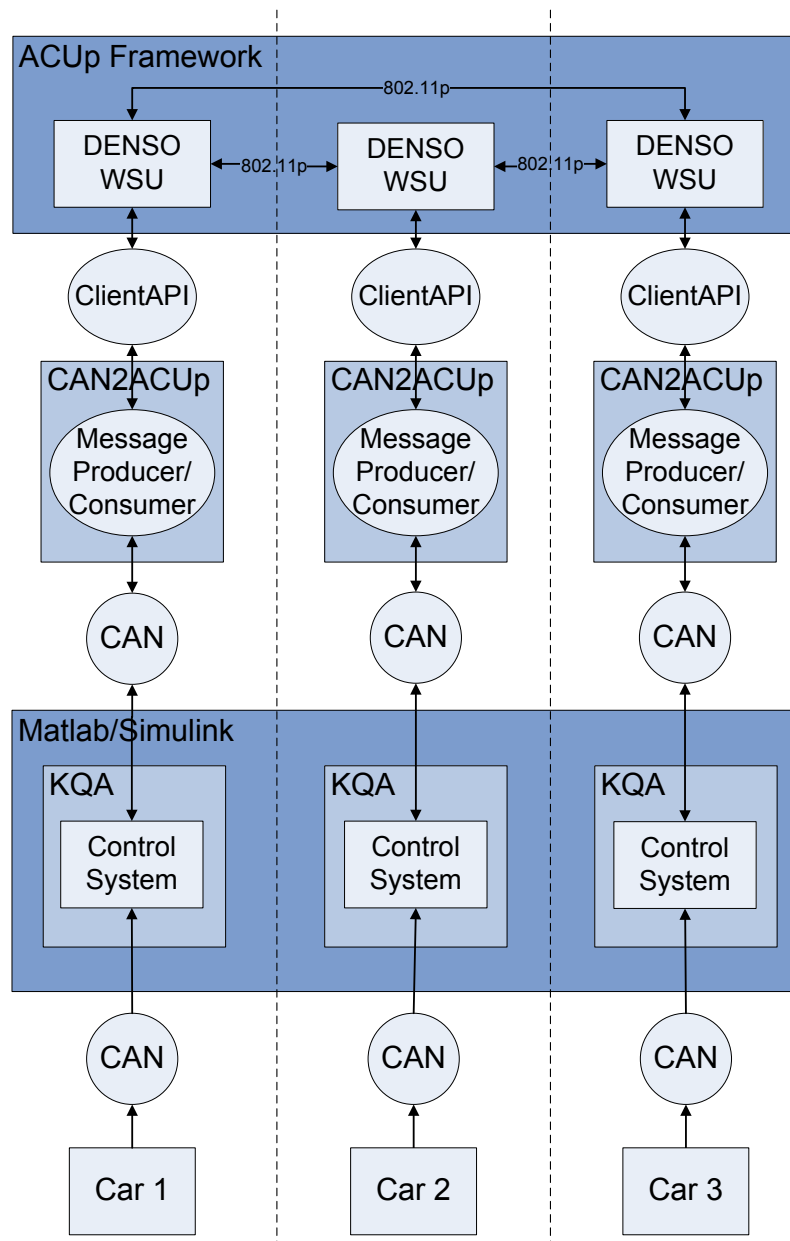 ACUp Framework
802.11p
DENSO
WSU
802.11p
DENSO
WSU
802.11p
DENSO
WSU
ClientAPI
ClientAPI
ClientAPI
CAN2ACUp
CAN2ACUp
CAN2ACUp
Message
Producer/
Consumer
Message
Producer/
Consumer
Message
Producer/
Consumer
CAN
CAN
CAN
Matlab/Simulink
KQA
KQA
KQA
Control
System
Control
System
Control
System
CAN
CAN
CAN
Car 1
Car 2
Car 3